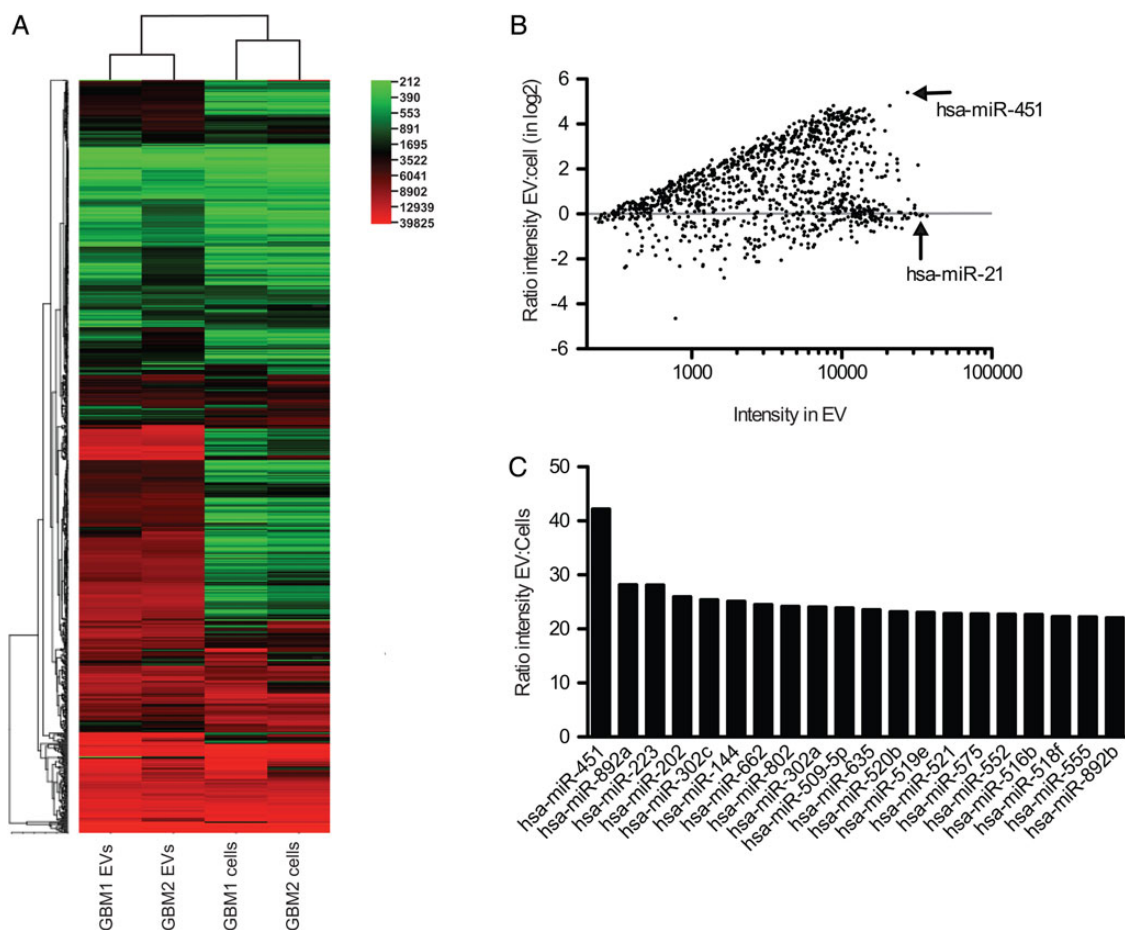 A
212
390
553
891
1695
3522
6041
8902
12939
39825
GBM1 EVs
GBM2 EVs
GBM1 cells
GBM2 cells
B
Ratio intensity EV:cell (in log2)
6
4
2
0
-2
-4
-6
hsa-miR-451
hsa-miR-21
1000
10000
100000
Intensity in EV
C
Ratio intensity EV:Cells
50
40
30
20
10
0
hsa-miR-451
hsa-miR-892a
hsa-miR-223
hsa-miR-202
hsa-miR-302c
hsa-miR-144
hsa-miR-662
hsa-miR-802
hsa-miR-302a
hsa-miR-509-5p
hsa-miR-635
hsa-miR-520b
hsa-miR-519e
hsa-miR-521
hsa-miR-575
hsa-miR-552
hsa-miR-516b
hsa-miR-518f
hsa-miR-555
hsa-miR-892b